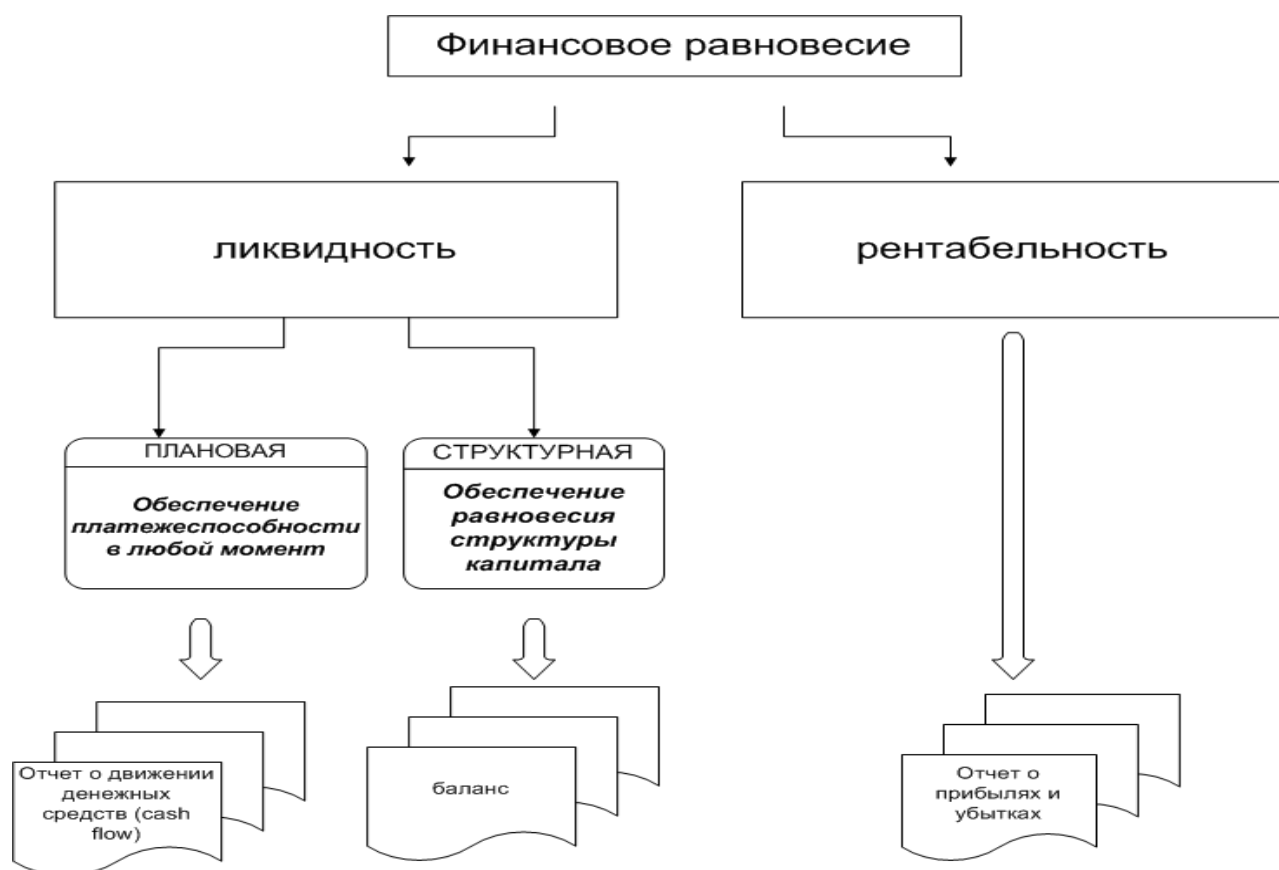 Финансовое равновесие
ликвидность
рентабельность
ПЛАНОВАЯ
Обеспечение
платежеспособности
в любой момент
СТРУКТУРНАЯ
Обеспечение
равновесия
структуры
капитала
Отчет о движении
денежных
средств (cash
flow)
баланс
Отчет о
прибылях и
убытках